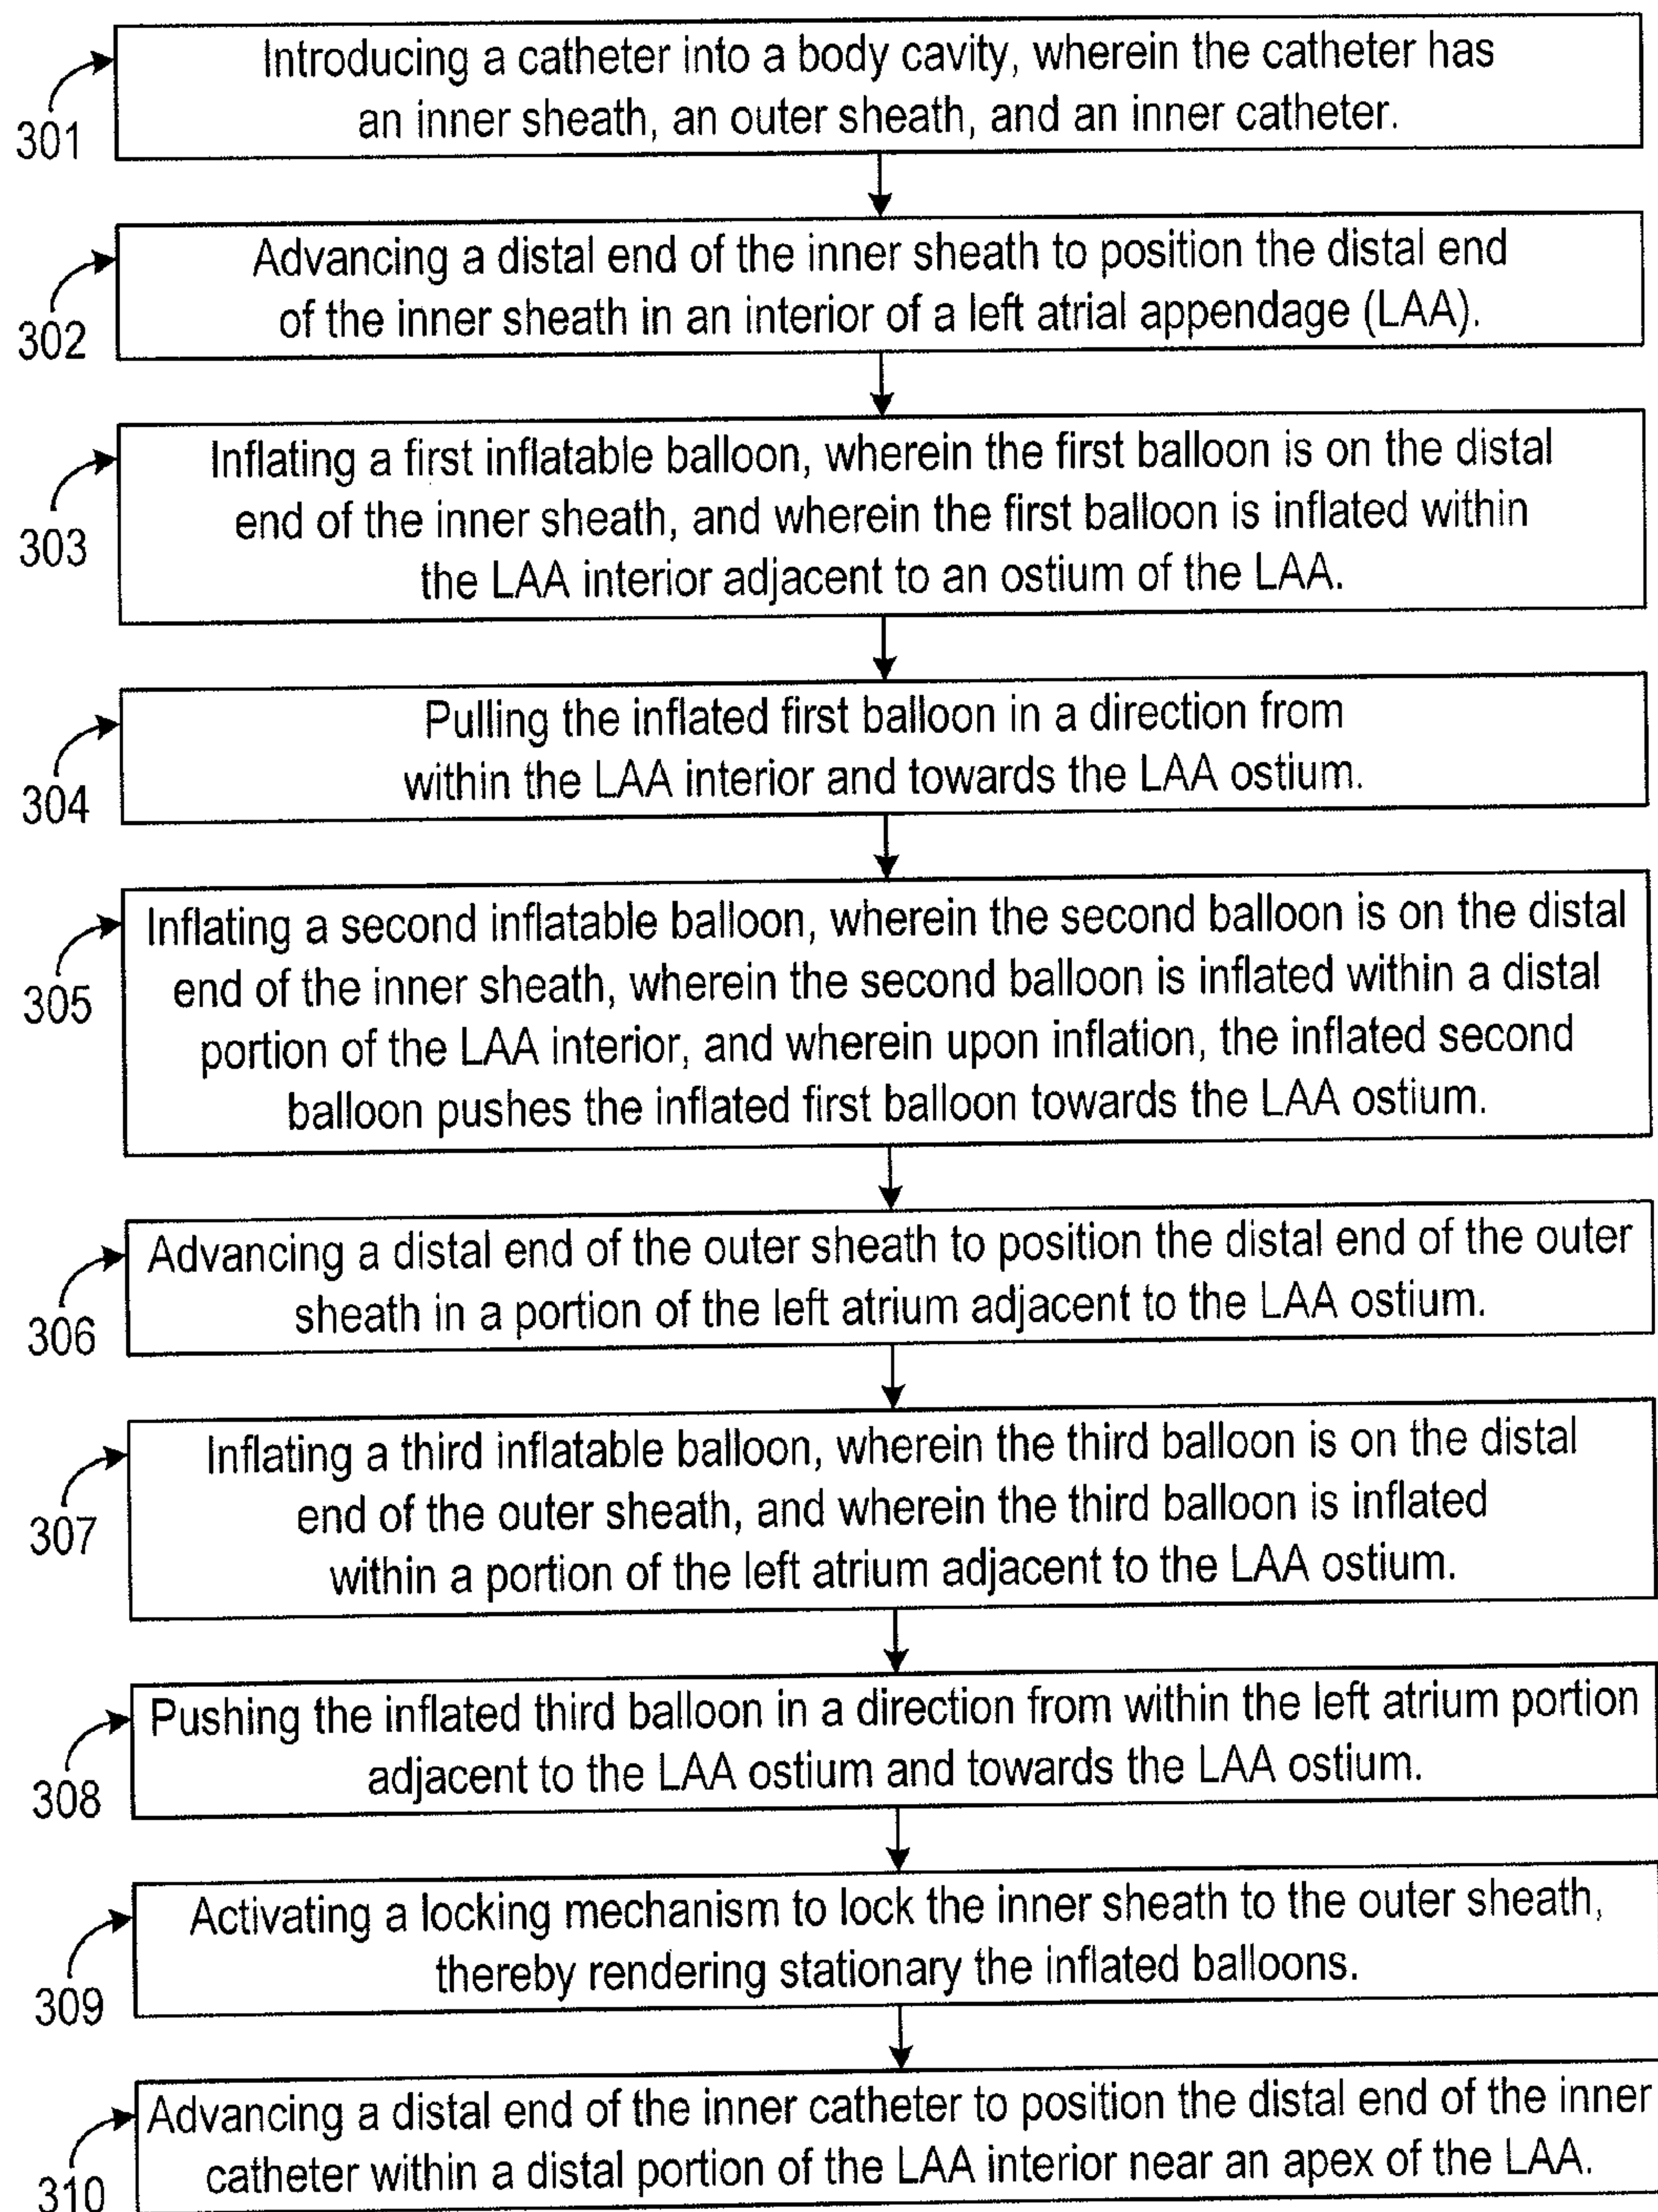 301
Introducing a catheter into a body cavity, wherein the catheter has
an inner sheath, an outer sheath, and an inner catheter.
302
Advancing a distal end of the inner sheath to position the distal end
of the inner sheath in an interior of a left atrial appendage (LAA).
303
Inflating a first inflatable balloon, wherein the first balloon is on the distal
end of the inner sheath, and wherein the first balloon is inflated within
the LAA interior adjacent to an ostium of the LAA.
304
Pulling the inflated first balloon in a direction from
within the LAA interior and towards the LAA ostium.
305
Inflating a second inflatable balloon, wherein the second balloon is on the distal
end of the inner sheath, wherein the second balloon is inflated within a distal
portion of the LAA interior, and wherein upon inflation, the inflated second
balloon pushes the inflated first balloon towards the LAA ostium.
306
Advancing a distal end of the outer sheath to position the distal end of the outer
sheath in a portion of the left atrium adjacent to the LAA ostium.
307
Inflating a third inflatable balloon, wherein the third balloon is on the distal
end of the outer sheath, and wherein the third balloon is inflated
within a portion of the left atrium adjacent to the LAA ostium.
308
Pushing the inflated third balloon in a direction from within the left atrium portion
adjacent to the LAA ostium and towards the LAA ostium.
309
Activating a locking mechanism to lock the inner sheath to the outer sheath,
thereby rendering stationary the inflated balloons.
310
Advancing a distal end of the inner catheter to position the distal end of the inner
catheter within a distal portion of the LAA interior near an apex of the LAA.